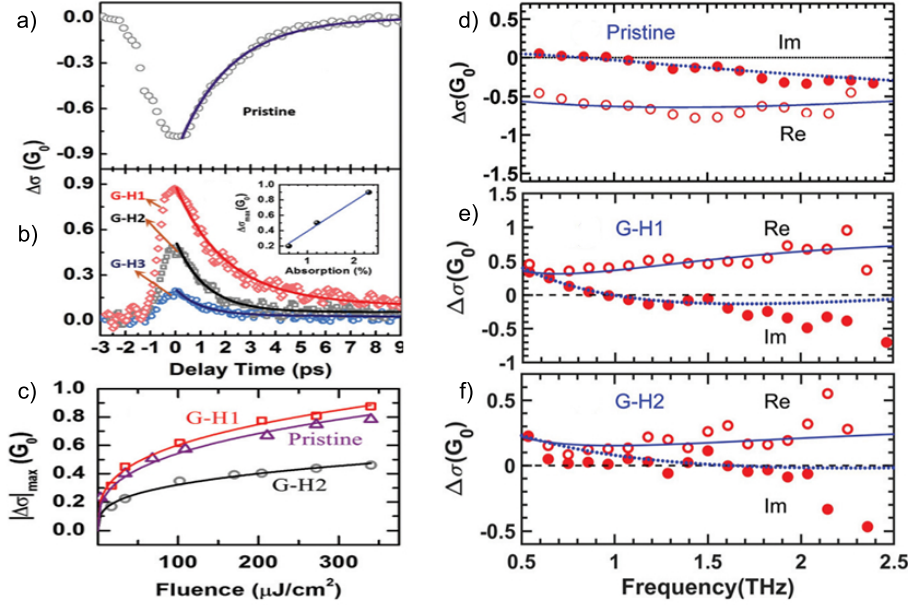 a)
0.0
-0.3
-0.6
-0.9
Pristine
Δσ (G₀)
b)
0.9
0.6
0.3
0.0
G-H1
G-H2
G-H3
1.0
0.8
0.6
0.4
0.2
Δσmax(G₀)
1 2
Absorption (%)
-3 -2 -1 0 1 2 3 4 5 6 7 8 9
Delay Time (ps)
c)
1.0
0.8
0.6
0.4
0.2
0.0
|Δσ|max (G₀)
G-H1
Pristine
G-H2
0 100 200 300
Fluence (μJ/cm²)
d)
Pristine
Im
Re
0.5
0
-0.5
-1
-1.5
Δσ(G₀)
e)
G-H1
Re
Im
1.5
1
0.5
0
-0.5
-1
Δσ(G₀)
f)
G-H2
Re
Im
0.5
0
0.5
Δσ(G₀)
0.5 1.0 1.5 2.0 2.5
Frequency(THz)